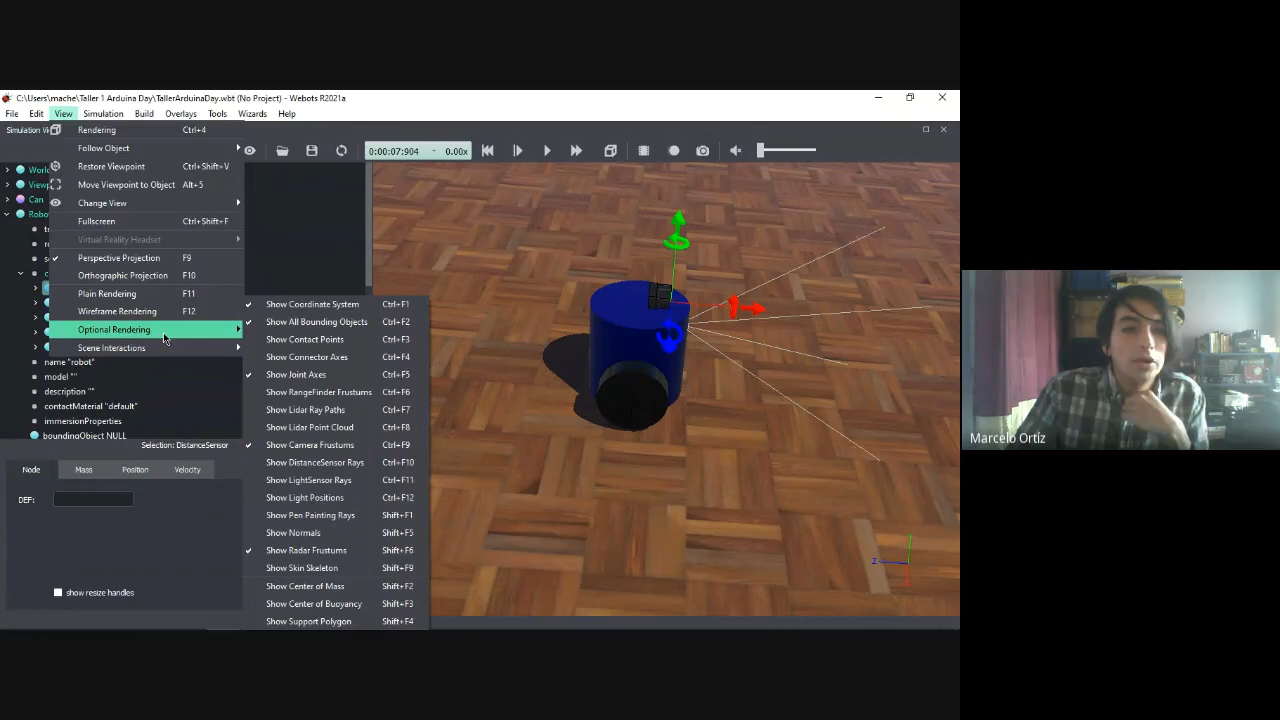 C:\Users\mache\Taller 1 Arduina Day\TallerArduinaDay.wbt (No Project) - Webots R2021a
File Edit View Simulation Build Overlays Tools Wizards Help
Simulation Vi
Rendering Ctrl+4
Follow Object
Restore Viewpoint Ctrl+Shift+V
Move Viewpoint to Object Alt+5
Change View
Fullscreen Ctrl+Shift+F
Virtual Reality Headset
Perspective Projection F9
Orthographic Projection F10
Plain Rendering F11
Wireframe Rendering F12
Optional Rendering
Scene Interactions
0:00:07:904 - 0.00x
World
Viewp
Can
Robo
tr
ro
c
name "robot"
model ""
description ""
contactMaterial "default"
immersionProperties
boundingObject NULL
Show Coordinate System Ctrl+F1
Show All Bounding Objects Ctrl+F2
Show Contact Points Ctrl+F3
Show Connector Axes Ctrl+F4
Show Joint Axes Ctrl+F5
Show RangeFinder Frustums Ctrl+F6
Show Lidar Ray Paths Ctrl+F7
Show Lidar Point Cloud Ctrl+F8
Show Camera Frustums Ctrl+F9
Show DistanceSensor Rays Ctrl+F10
Show LightSensor Rays Ctrl+F11
Show Light Positions Ctrl+F12
Show Pen Painting Rays Shift+F1
Show Normals Shift+F5
Show Radar Frustums Shift+F6
Show Skin Skeleton Shift+F9
Show Center of Mass Shift+F2
Show Center of Buoyancy Shift+F3
Show Support Polygon Shift+F4
Selection: DistanceSensor
Node Mass Position Velocity
DEF:
show resize handles
Z
Marcelo Ortíz